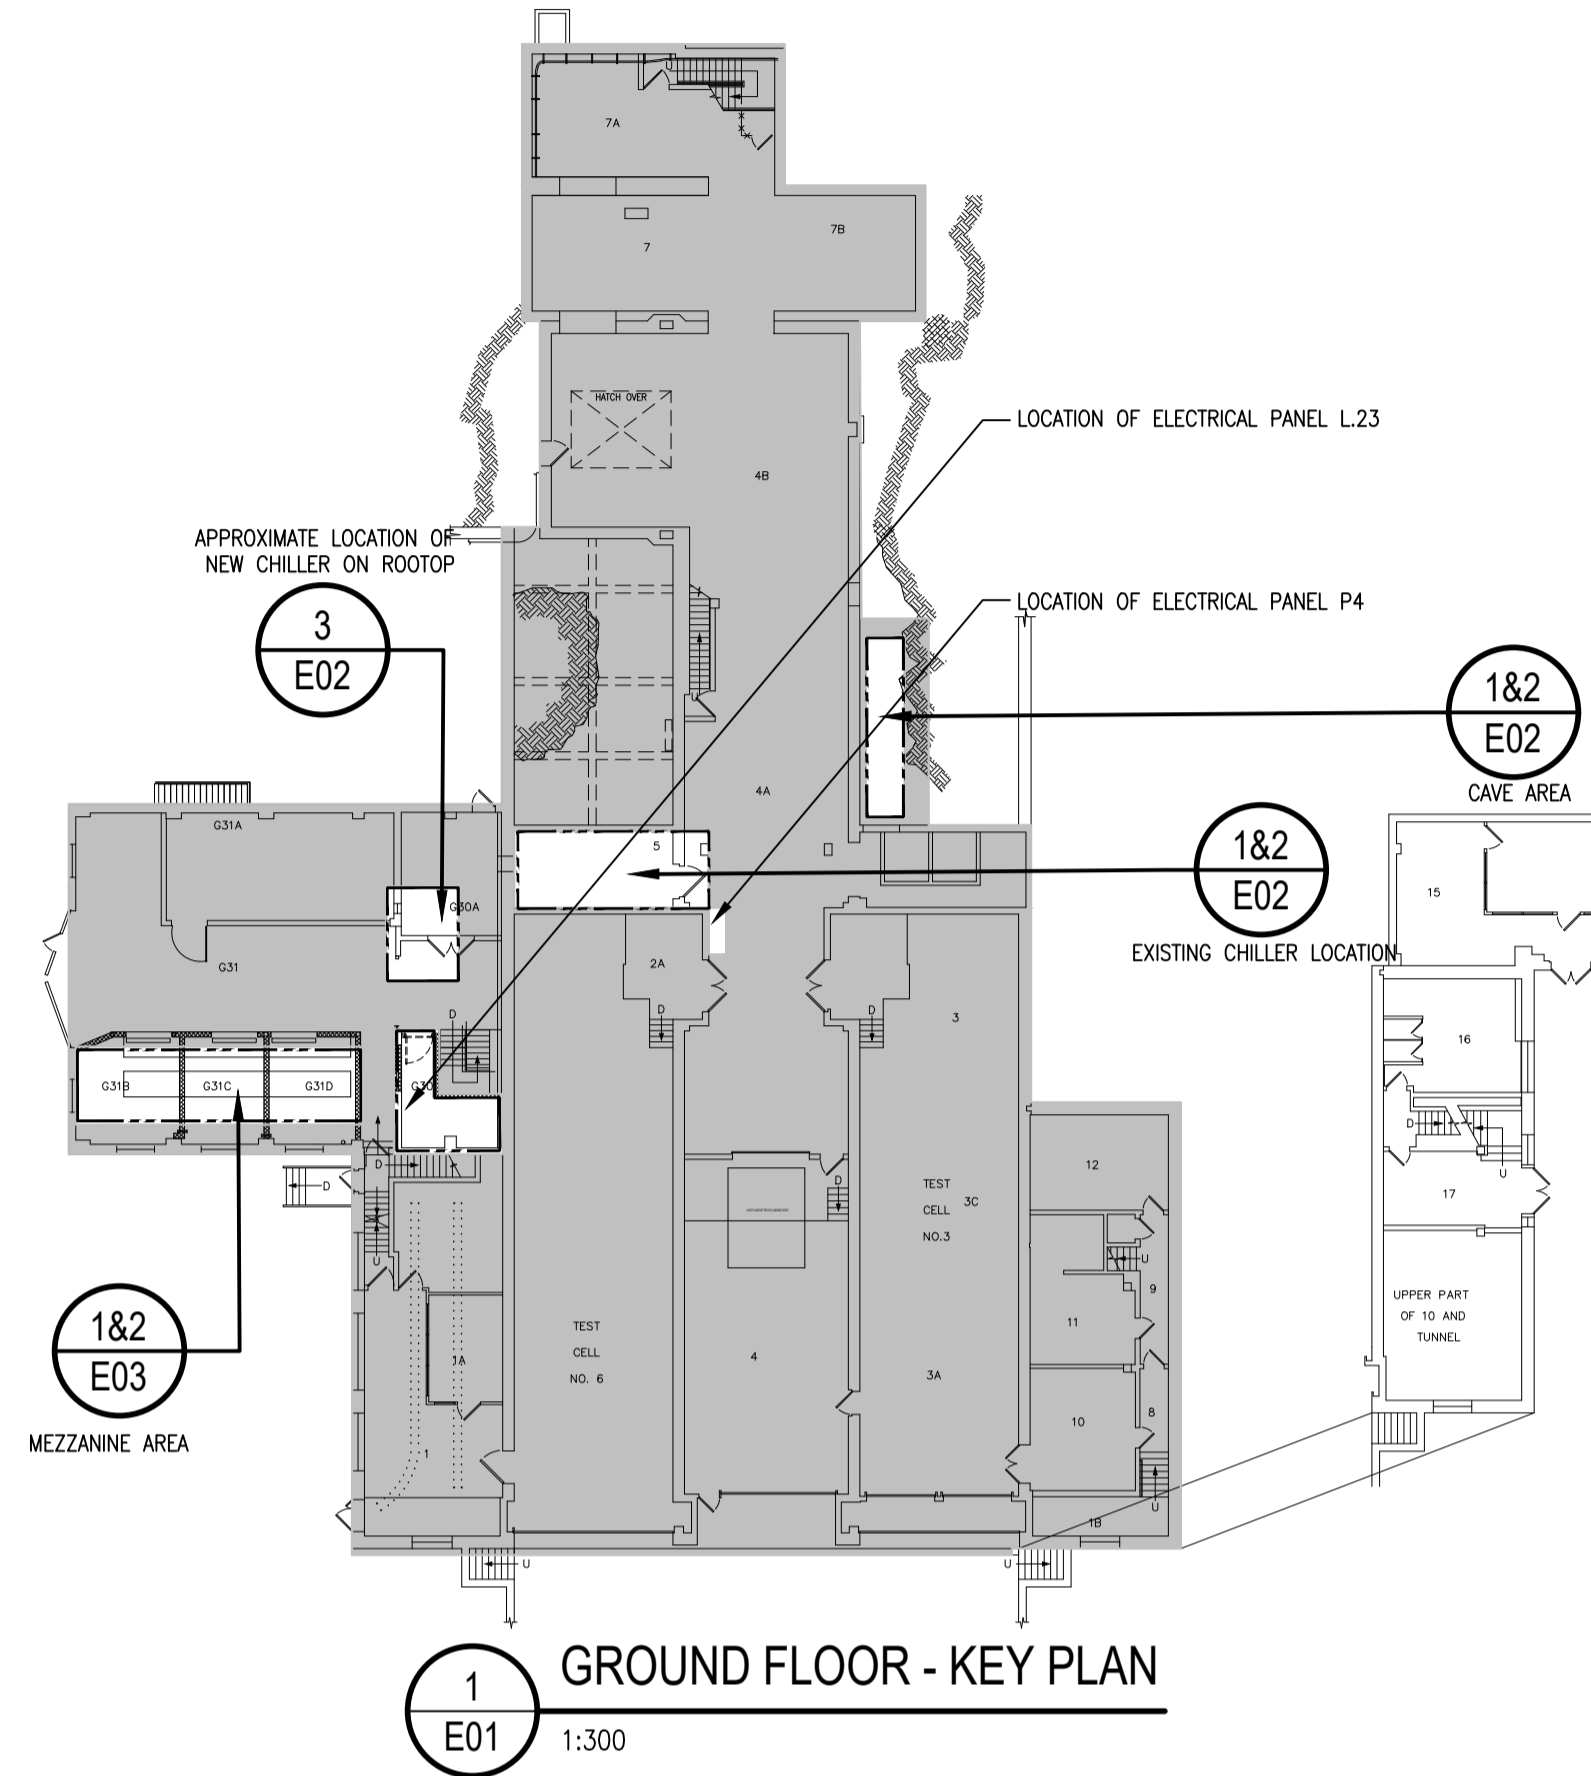 7A
7
7B
HATCH OVER
4B
LOCATION OF ELECTRICAL PANEL L.23
APPROXIMATE LOCATION OF
NEW CHILLER ON ROOTOP
3
E02
LOCATION OF ELECTRICAL PANEL P4
1&2
E02
CAVE AREA
4A
G31A
5
1&2
E02
EXISTING CHILLER LOCATION
15
G30A
G31
2A
D
D
D
3
16
G31B
G31C
G31D
G30
D
U
D
D
D
12
TEST
CELL
NO.3
3C
17
U
U
9
UPPER PART
OF 10 AND
TUNNEL
1&2
E03
MEZZANINE AREA
TEST
CELL
NO. 6
11
1A
4
3A
10
8
1
U
1B
U
U
1
E01
GROUND FLOOR - KEY PLAN
1:300